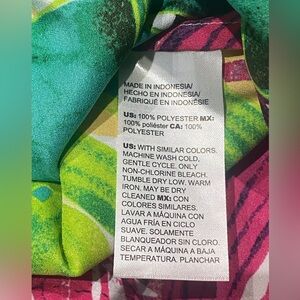 MADE IN INDONESIA/
HECHO EN INDONESIA/
FABRIQUÉ EN INDONÉSIE
US: 100% POLYESTER MX:
100% poliéster CA: 100%
POLYESTER
US: WITH SIMILAR COLORS.
MACHINE WASH COLD,
GENTLE CYCLE. ONLY
NON-CHLORINE BLEACH.
TUMBLE DRY LOW. WARM
IRON. MAY BE DRY
CLEANED MX: CON
COLORES SIMILARES.
LAVAR A MÁQUINA CON
AGUA FRÍA EN CICLO
SUAVE. SOLAMENTE
BLANQUEADOR SIN CLORO.
SECAR A MÁQUINA A BAJA
TEMPERATURA. PLANCHAR